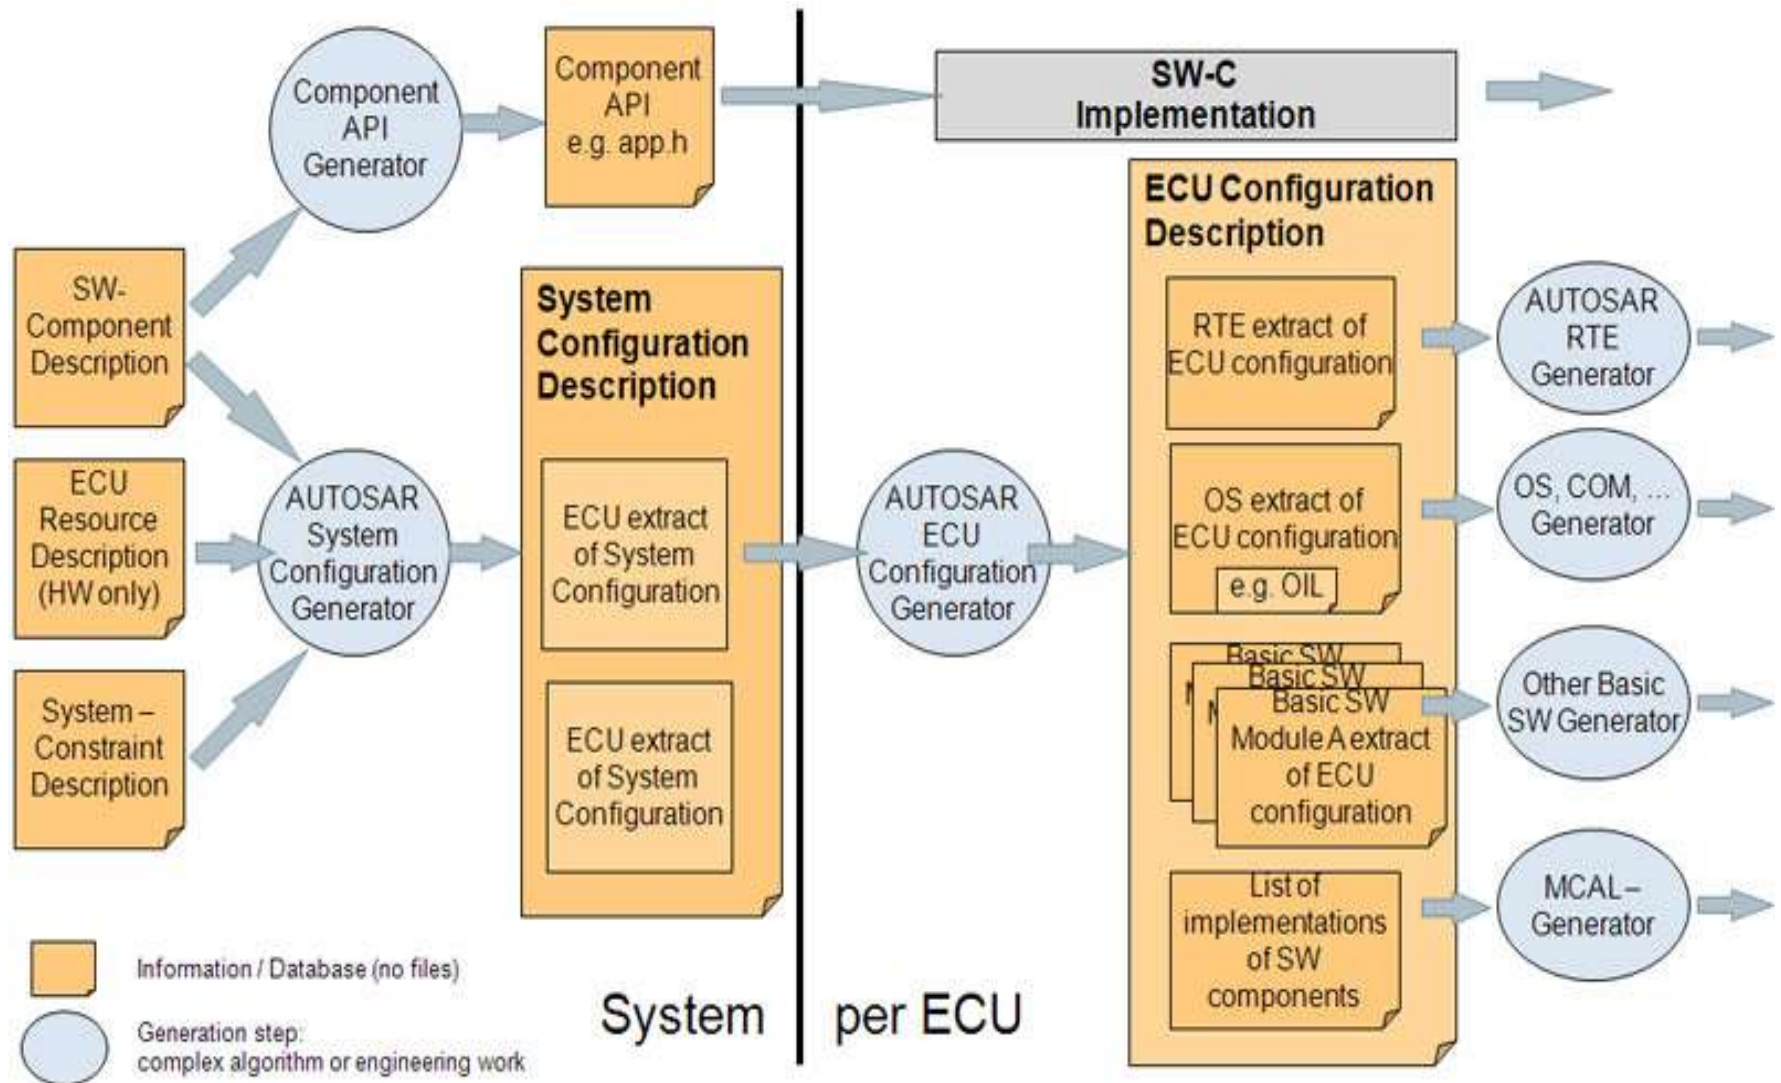 Component
API
Generator
Component
API
e.g. app.h
SW-C
Implementation
SW-
Component
Description
ECU
Resource
Description
(HW only)
System –
Constraint
Description
AUTOSAR
System
Configuration
Generator
System
Configuration
Description
ECU extract
of System
Configuration
ECU extract
of System
Configuration
AUTOSAR
ECU
Configuration
Generator
ECU Configuration
Description
RTE extract of
ECU configuration
OS extract of
ECU configuration
e.g. OIL
Basic SW
Basic SW
Basic SW
Module A extract
of ECU
configuration
List of
implementations
of SW
components
AUTOSAR
RTE
Generator
OS, COM, ...
Generator
Other Basic
SW Generator
MCAL –
Generator
Information / Database (no files)
Generation step:
complex algorithm or engineering work
System
per ECU